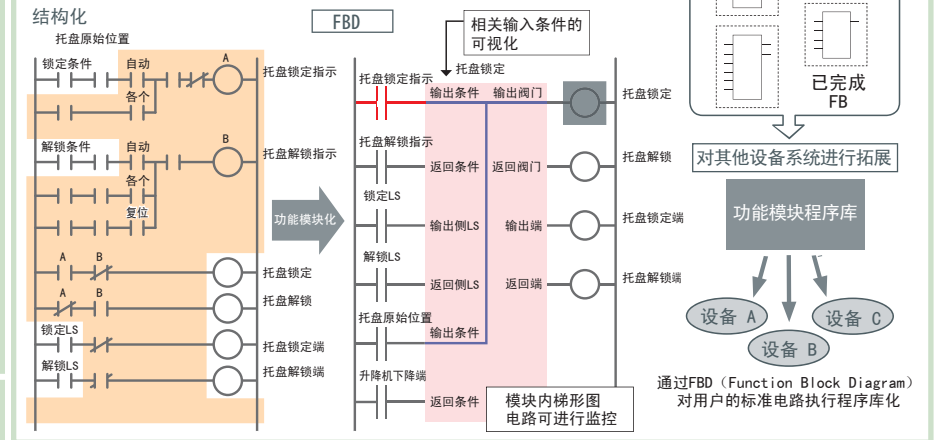 结构化
托盘原始位置
锁定条件
自动
A
托盘锁定指示
各个
解锁条件
自动
B
托盘解锁指示
各个
复位
A
B
托盘锁定
A
B
托盘解锁
锁定LS
托盘锁定端
解锁LS
托盘解锁端
功能模块化
FBD
相关输入条件的
可视化
托盘锁定
托盘锁定指示
输出条件
输出阀门
托盘锁定
托盘解锁指示
返回条件
返回阀门
托盘解锁
锁定LS
输出侧LS
输出端
托盘锁定端
解锁LS
返回侧LS
返回端
托盘解锁端
托盘原始位置
输出条件
升降机下降端
返回条件
模块内梯形图
电路可进行监控
已完成
FB
对其他设备系统进行拓展
功能模块程序库
设备 A
设备 B
设备 C
通过FBD（Function Block Diagram）
对用户的标准电路执行程序库化